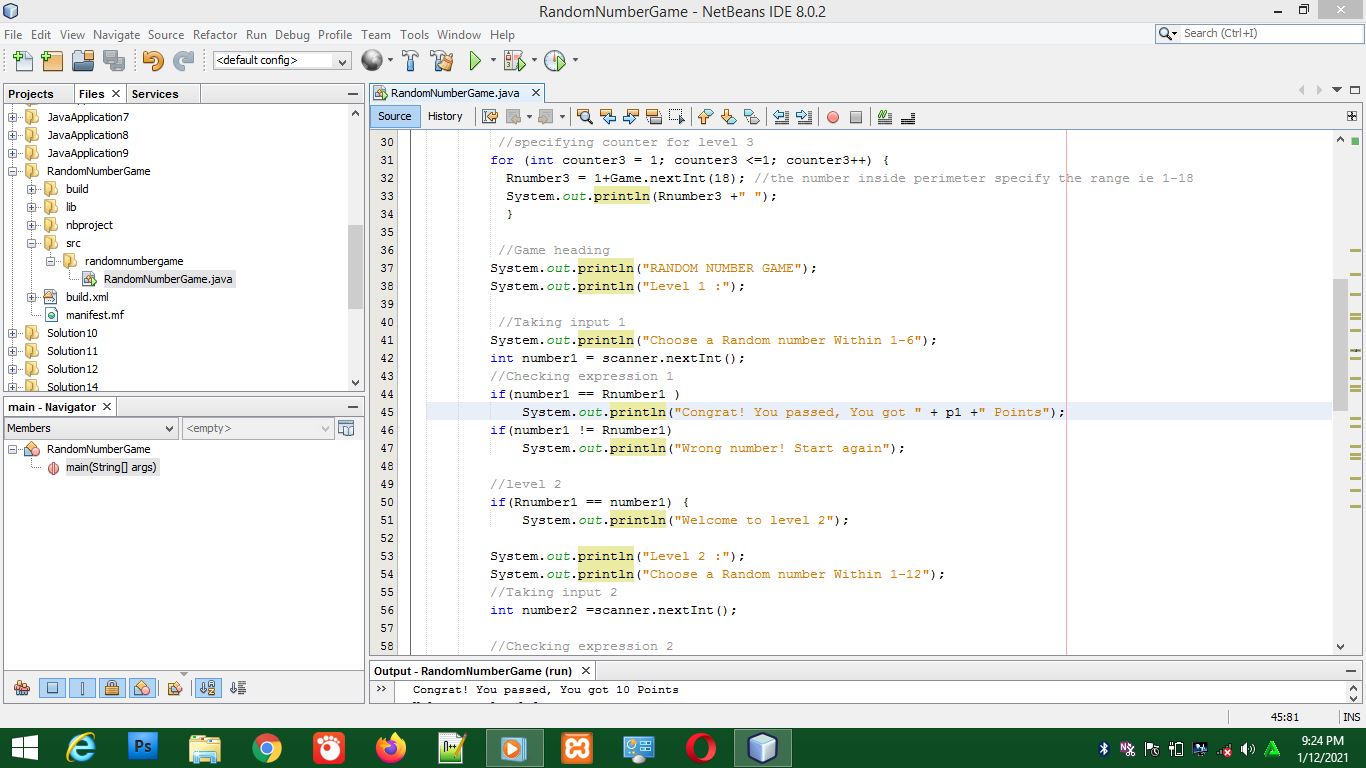 RandomNumberGame - NetBeans IDE 8.0.2
File Edit View Navigate Source Refactor Run Debug Profile Team Tools Window Help
Search (Ctrl+I)
<default config>
Projects Files Services
JavaApplication7
JavaApplication8
JavaApplication9
RandomNumberGame
build
lib
nbproject
src
randomnumbergame
RandomNumberGame.java
build.xml
manifest.mf
Solution10
Solution11
Solution12
Solution14
main - Navigator
Members <empty>
RandomNumberGame
main(String[] args)
RandomNumberGame.java
Source History
30 //specifying counter for level 3
31 for (int counter3 = 1; counter3 <=1; counter3++) {
32 Rnumber3 = 1+Game.nextInt(18); //the number inside perimeter specify the range ie 1-18
33 System.out.println(Rnumber3 +" ");
34 }
35
36 //Game heading
37 System.out.println("RANDOM NUMBER GAME");
38 System.out.println("Level 1 :");
39
40 //Taking input 1
41 System.out.println("Choose a Random number Within 1-6");
42 int number1 = scanner.nextInt();
43 //Checking expression 1
44 if(number1 == Rnumber1 )
45 System.out.println("Congrat! You passed, You got " + p1 +" Points");
46 if(number1 != Rnumber1)
47 System.out.println("Wrong number! Start again");
48
49 //level 2
50 if(Rnumber1 == number1) {
51 System.out.println("Welcome to level 2");
52
53 System.out.println("Level 2 :");
54 System.out.println("Choose a Random number Within 1-12");
55 //Taking input 2
56 int number2 =scanner.nextInt();
57
58 //Checking expression 2
Output - RandomNumberGame (run)
Congrat! You passed, You got 10 Points
45:81 INS
Ps
9:24 PM
1/12/2021